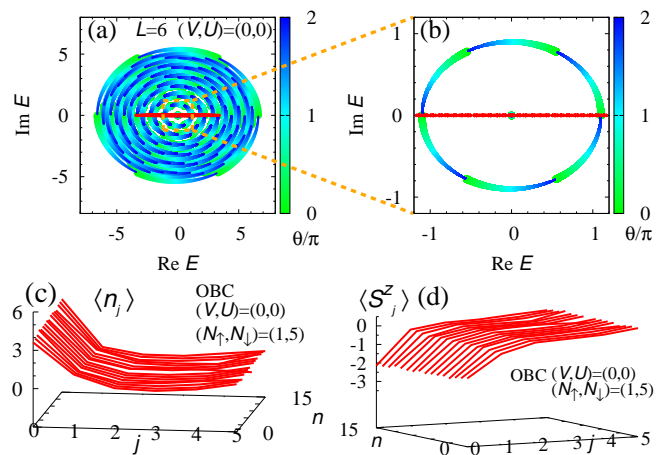 (a) L=6 (V,U)=(0,0)
5
0
-5
Im E
-5 0 5
Re E
2
1
0
θ/π
(b)
1
0
-1
Im E
-1 0 1
Re E
2
1
0
θ/π
(c) ⟨n_j⟩
OBC
(V,U)=(0,0)
(N↑,N↓)=(1,5)
6
3
0
0 1 2 3 4 5
j
15
n
0
⟨S^z_j⟩ (d)
0
-1
-2
-3
OBC (V,U)=(0,0)
(N↑,N↓)=(1,5)
15
n
0
0 1 2 3 4 5
j